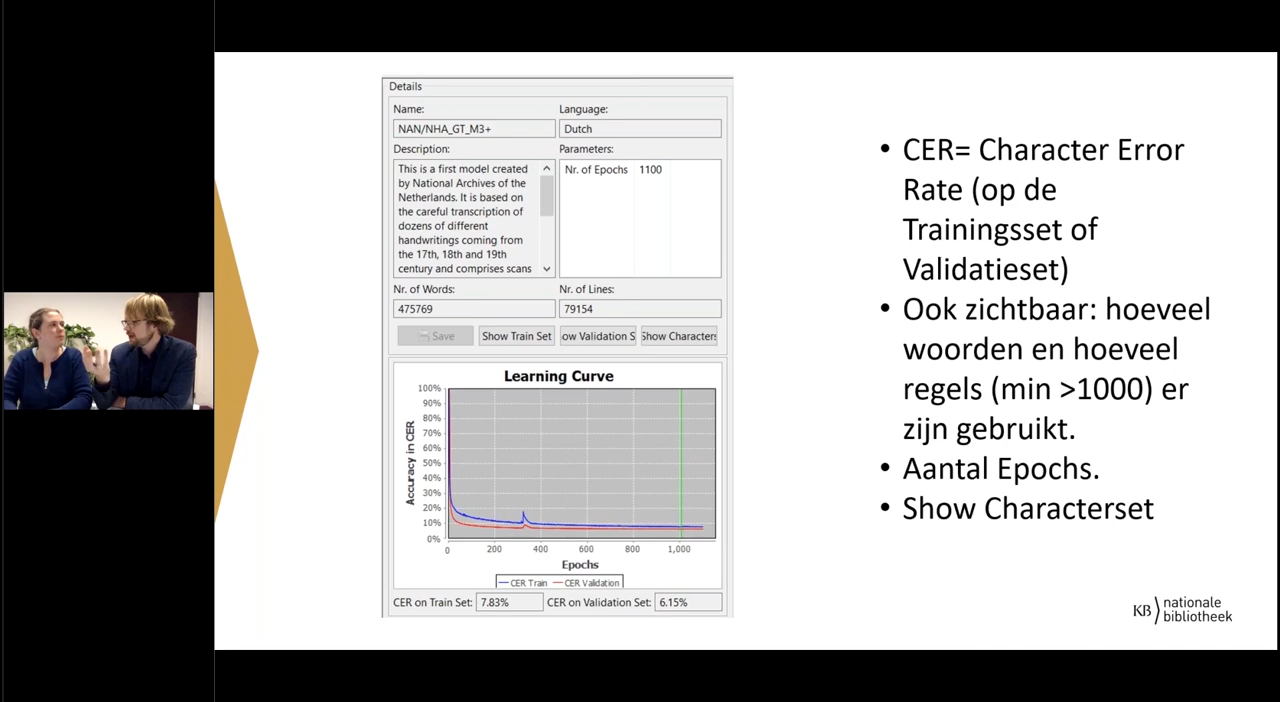 Details
Name:
NAN/NHA_GT_M3+
Language:
Dutch
Description:
This is a first model created
by National Archives of the
Netherlands. It is based on
the careful transcription of
dozens of different
handwritings coming from
the 17th, 18th and 19th
century and comprises scans
Parameters:
Nr. of Epochs 1100
Nr. of Words:
475769
Nr. of Lines:
79154
Save
Show Train Set
ow Validation S
Show Characters
Learning Curve
Accuracy in CER
100%
90%
80%
70%
60%
50%
40%
30%
20%
10%
0%
0 200 400 600 800 1,000
Epochs
CER Train CER Validation
CER on Train Set: 7.83% CER on Validation Set: 6.15%
• CER= Character Error
Rate (op de
Trainingsset of
Validatieset)
• Ook zichtbaar: hoeveel
woorden en hoeveel
regels (min >1000) er
zijn gebruikt.
• Aantal Epochs.
• Show Characterset
KB nationale
bibliotheek